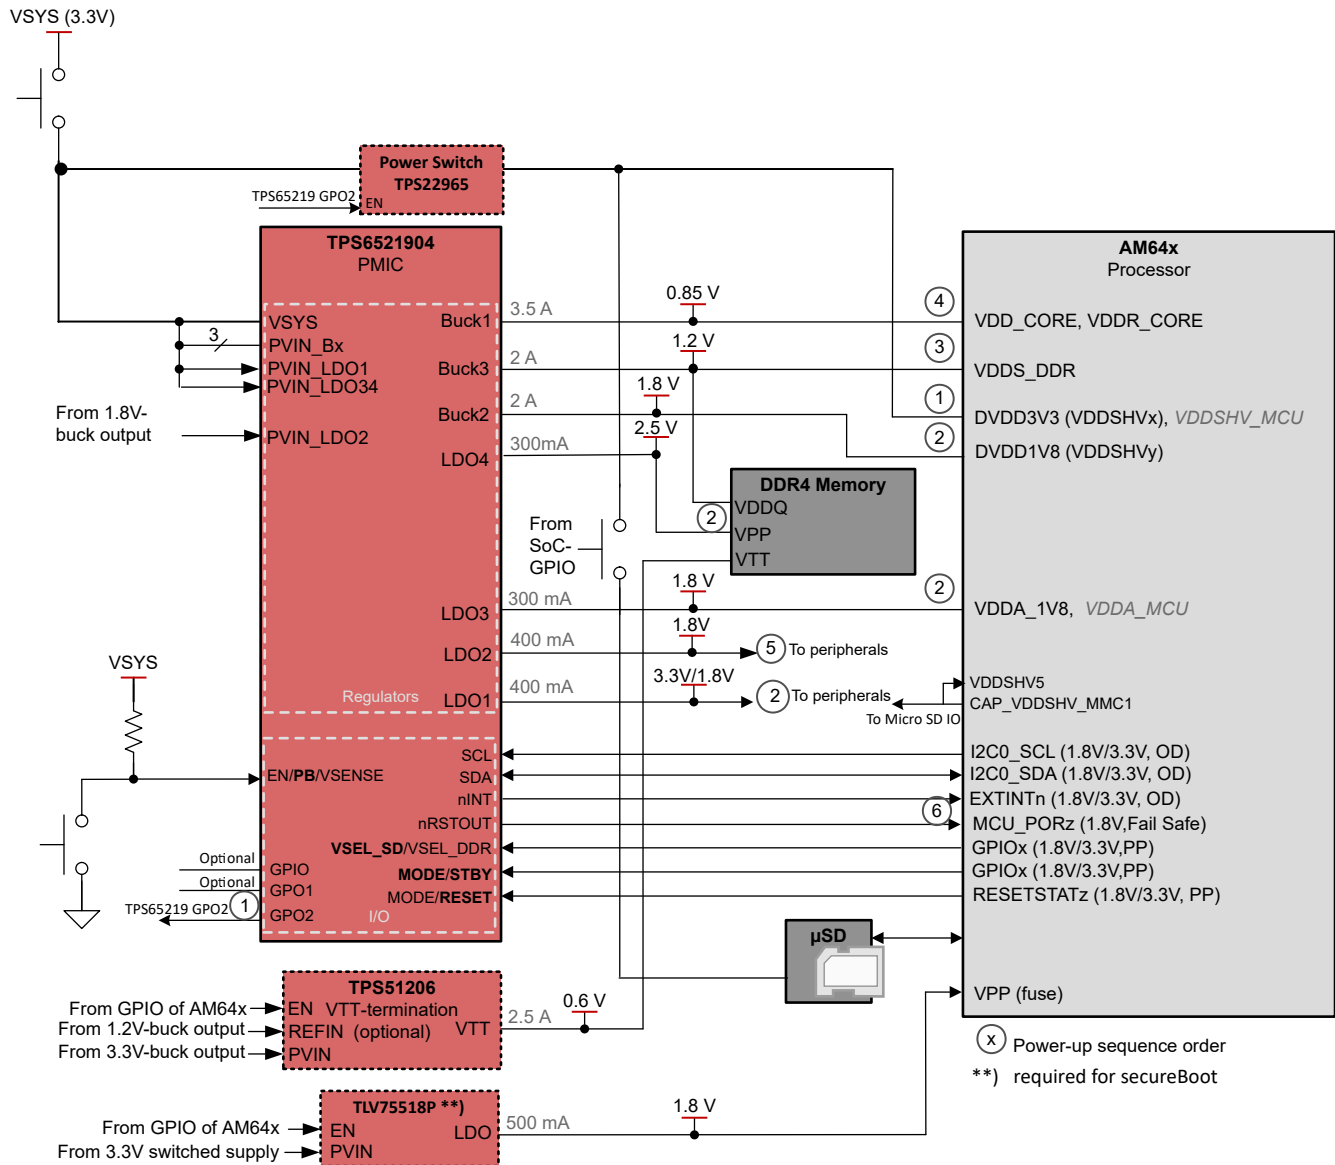 VSYS (3.3V)
Power Switch
TPS22965
TPS65219 GPO2
EN
TPS6521904
PMIC
AM64x
Processor
VSYS
3
PVIN_Bx
PVIN_LDO1
PVIN_LDO34
From 1.8V-
buck output
PVIN_LDO2
Buck1
3.5 A
0.85 V
4
VDD_CORE, VDDR_CORE
Buck3
2 A
1.2 V
3
VDDS_DDR
Buck2
2 A
1.8 V
1
DVDD3V3 (VDDSHVx), VDDSHV_MCU
LDO4
300mA
2.5 V
2
DVDD1V8 (VDDSHVy)
DDR4 Memory
VDDQ
2
VPP
VTT
From
SoC-
GPIO
LDO3
300 mA
1.8 V
2
VDDA_1V8, VDDA_MCU
LDO2
400 mA
1.8V
5 To peripherals
LDO1
400 mA
3.3V/1.8V
2 To peripherals
Regulators
VDDSHV5
CAP_VDDSHV_MMC1
To Micro SD IO
VSYS
EN/PB/VSENSE
SCL
I2C0_SCL (1.8V/3.3V, OD)
SDA
I2C0_SDA (1.8V/3.3V, OD)
nINT
EXTINTn (1.8V/3.3V, OD)
nRSTOUT
6
MCU_PORz (1.8V,Fail Safe)
VSEL_SD/VSEL_DDR
GPIOx (1.8V/3.3V,PP)
MODE/STBY
GPIOx (1.8V/3.3V,PP)
MODE/RESET
RESETSTATz (1.8V/3.3V, PP)
Optional
GPIO
Optional
GPO1
TPS65219 GPO2
1
GPO2
I/O
µSD
TPS51206
From GPIO of AM64x
EN VTT-termination
From 1.2V-buck output
REFIN (optional)
VTT
2.5 A
0.6 V
From 3.3V-buck output
PVIN
VPP (fuse)
x Power-up sequence order
**) required for secureBoot
TLV75518P **)
From GPIO of AM64x
EN
LDO
500 mA
1.8 V
From 3.3V switched supply
PVIN